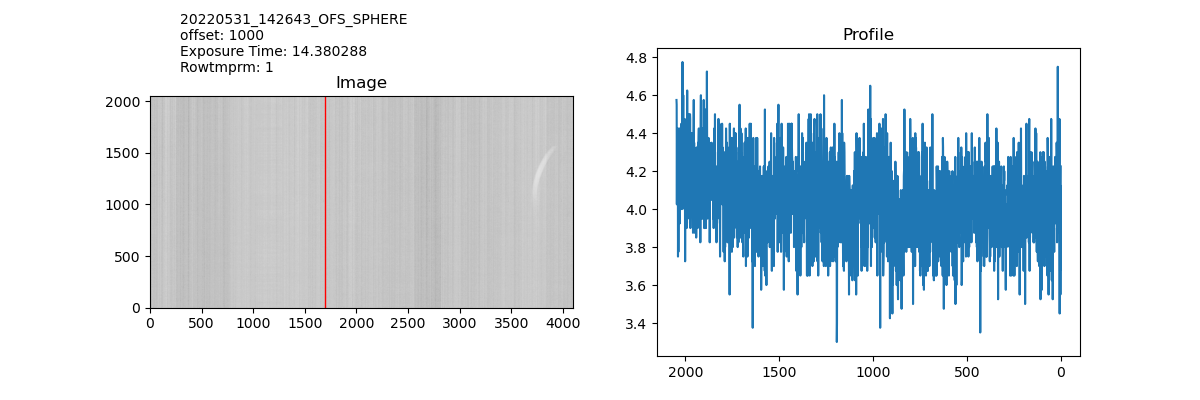 20220531_142643_OFS_SPHERE
offset: 1000
Exposure Time: 14.380288
Rowtmprm: 1
Image
2000
1500
1000
500
0
0 500 1000 1500 2000 2500 3000 3500 4000
Profile
4.8
4.6
4.4
4.2
4.0
3.8
3.6
3.4
2000 1500 1000 500 0